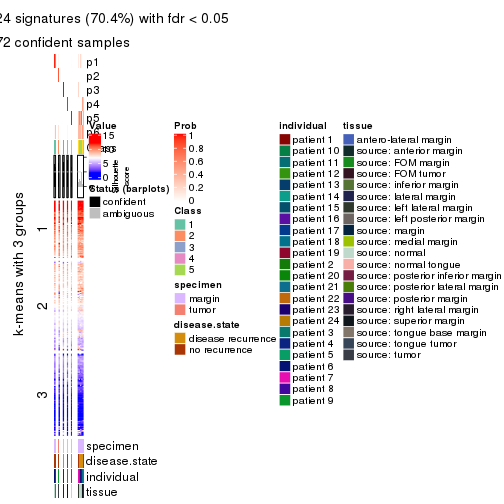 24 signatures (70.4%) with fdr < 0.05
72 confident samples
p1
p2
p3
p4
p5
Value
15
5
0
Silhouette
score
Status (barplots)
confident
ambiguous
Prob
1
0.8
0.6
0.4
0.2
0
Class
1
2
3
4
5
specimen
margin
tumor
disease.state
disease recurrence
no recurrence
individual
patient 1
patient 10
patient 11
patient 12
patient 13
patient 14
patient 15
patient 16
patient 17
patient 18
patient 19
patient 2
patient 20
patient 21
patient 22
patient 23
patient 24
patient 3
patient 4
patient 5
patient 6
patient 7
patient 8
patient 9
tissue
antero-lateral margin
source: anterior margin
source: FOM margin
source: FOM tumor
source: inferior margin
source: lateral margin
source: left lateral margin
source: left posterior margin
source: margin
source: medial margin
source: normal
source: normal tongue
source: posterior inferior margin
source: posterior lateral margin
source: posterior margin
source: right lateral margin
source: superior margin
source: tongue base margin
source: tongue tumor
source: tumor
k-means with 3 groups
1
2
3
specimen
disease.state
individual
tissue